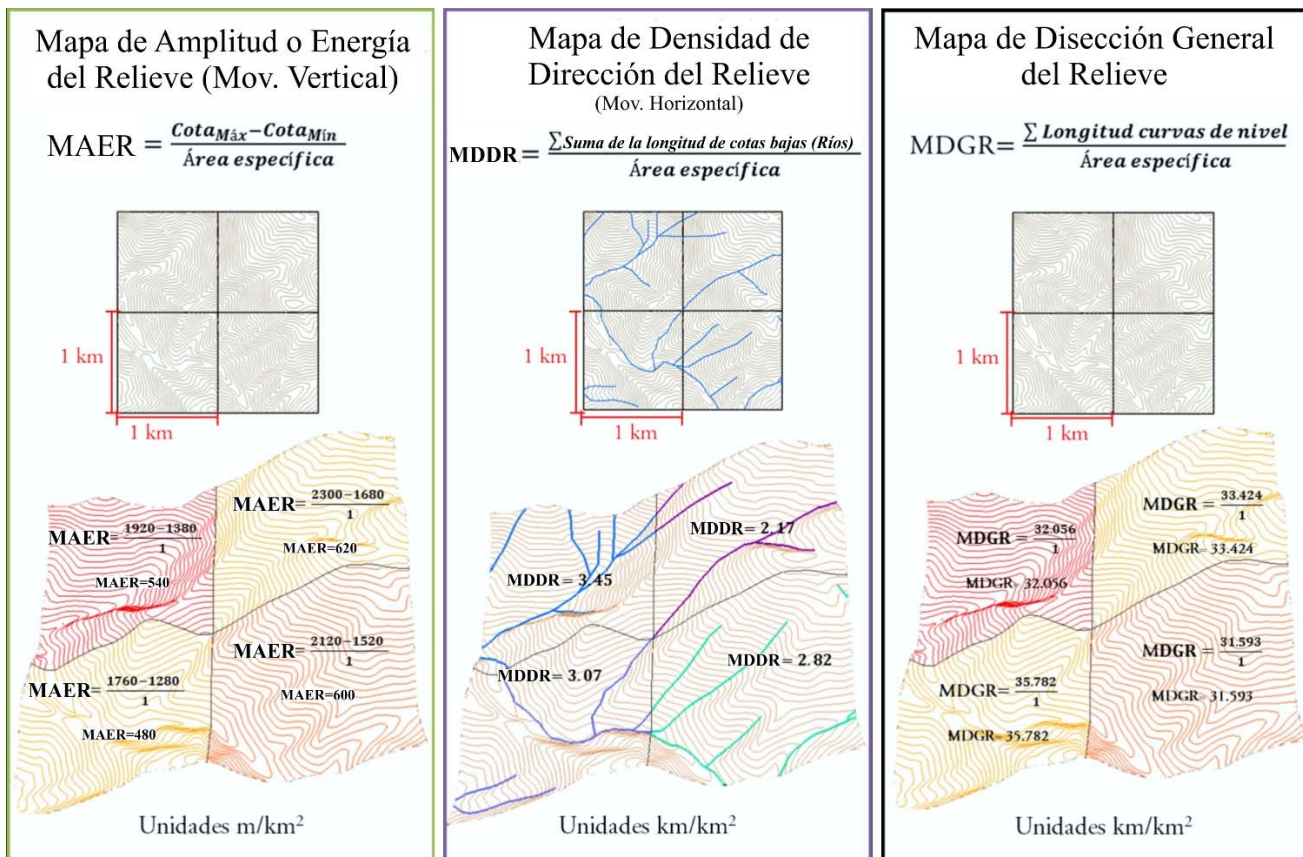 Mapa de Amplitud o Energía
del Relieve (Mov. Vertical)
MAER = Cota Máx − Cota Mín / Área específica
1 km
1 km
MAER= 1920−1380 / 1
MAER=540
MAER= 2300−1680 / 1
MAER=620
MAER= 1760−1280 / 1
MAER=480
MAER= 2120−1520 / 1
MAER=600
Unidades m/km²
Mapa de Densidad de
Dirección del Relieve
(Mov. Horizontal)
MDDR= ∑Suma de la longitud de cotas bajas (Ríos) / Área específica
1 km
1 km
MDDR= 3.45
MDDR= 2.17
MDDR= 3.07
MDDR= 2.82
Unidades km/km²
Mapa de Disección General
del Relieve
MDGR= ∑ Longitud curvas de nivel / Área específica
1 km
1 km
MDGR= 32.056 / 1
MDGR= 32.056
MDGR= 33.424 / 1
MDGR= 33.424
MDGR= 35.782 / 1
MDGR= 35.782
MDGR= 31.593 / 1
MDGR= 31.593
Unidades km/km²